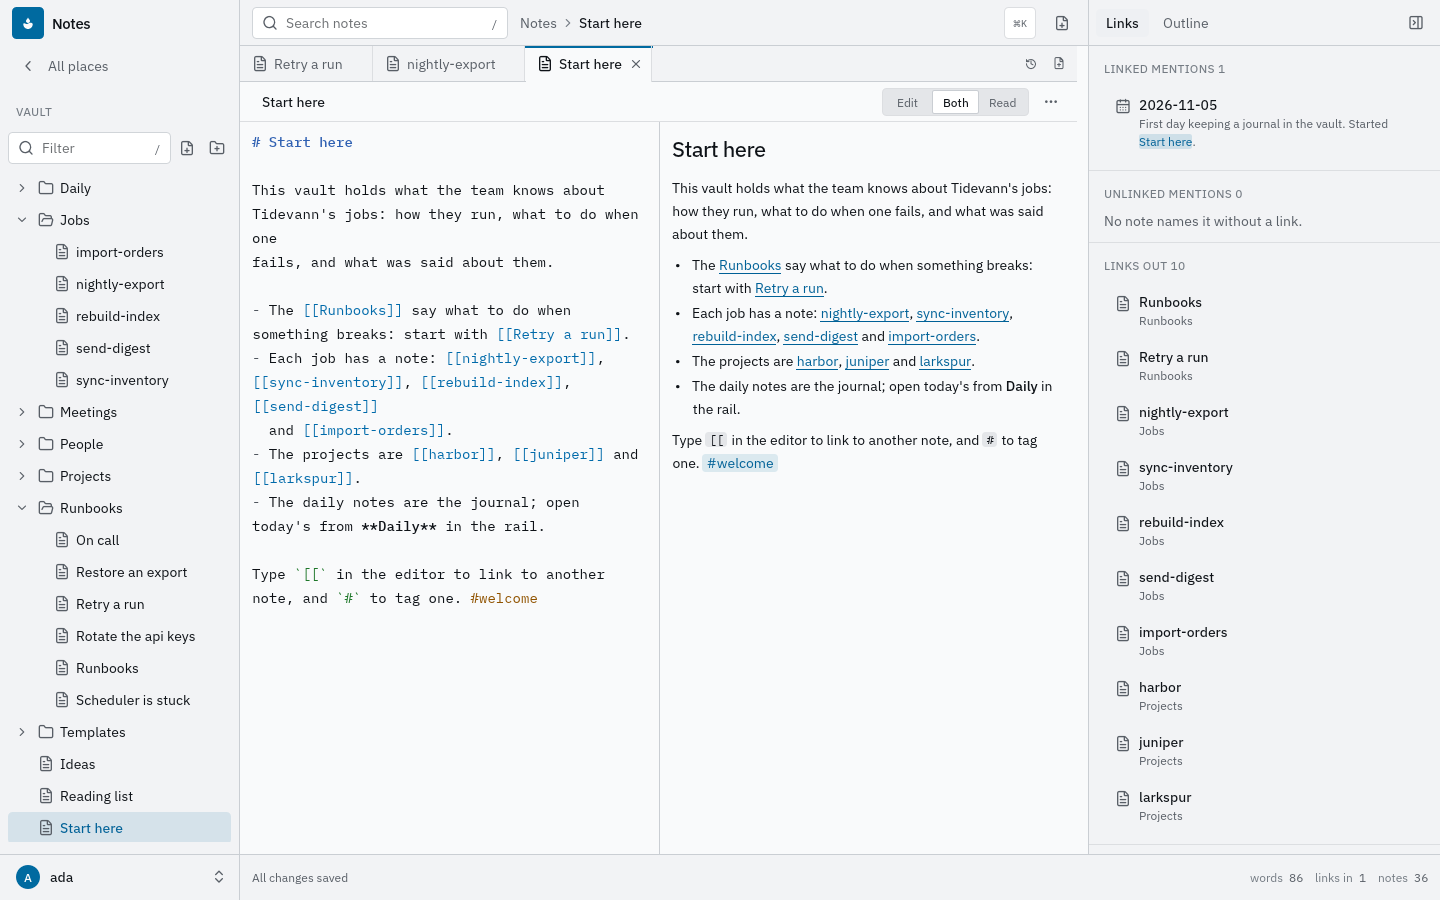 Notes
All places
VAULT
Filter /
Daily
Jobs
import-orders
nightly-export
rebuild-index
send-digest
sync-inventory
Meetings
People
Projects
Runbooks
On call
Restore an export
Retry a run
Rotate the api keys
Runbooks
Scheduler is stuck
Templates
Ideas
Reading list
Start here
A ada
Search notes /
Notes > Start here
⌘K
Retry a run
nightly-export
Start here
Start here
Edit Both Read
# Start here
This vault holds what the team knows about
Tidevann's jobs: how they run, what to do when
one
fails, and what was said about them.
- The [[Runbooks]] say what to do when
something breaks: start with [[Retry a run]].
- Each job has a note: [[nightly-export]],
[[sync-inventory]], [[rebuild-index]],
[[send-digest]]
and [[import-orders]].
- The projects are [[harbor]], [[juniper]] and
[[larkspur]].
- The daily notes are the journal; open
today's from **Daily** in the rail.
Type `[[` in the editor to link to another
note, and `#` to tag one. #welcome
Start here
This vault holds what the team knows about Tidevann's jobs:
how they run, what to do when one fails, and what was said
about them.
• The Runbooks say what to do when something breaks:
start with Retry a run.
• Each job has a note: nightly-export, sync-inventory,
rebuild-index, send-digest and import-orders.
• The projects are harbor, juniper and larkspur.
• The daily notes are the journal; open today's from Daily in
the rail.
Type [[ in the editor to link to another note, and # to tag
one. #welcome
Links Outline
LINKED MENTIONS 1
2026-11-05
First day keeping a journal in the vault. Started
Start here.
UNLINKED MENTIONS 0
No note names it without a link.
LINKS OUT 10
Runbooks
Runbooks
Retry a run
Runbooks
nightly-export
Jobs
sync-inventory
Jobs
rebuild-index
Jobs
send-digest
Jobs
import-orders
Jobs
harbor
Projects
juniper
Projects
larkspur
Projects
All changes saved
words 86 links in 1 notes 36